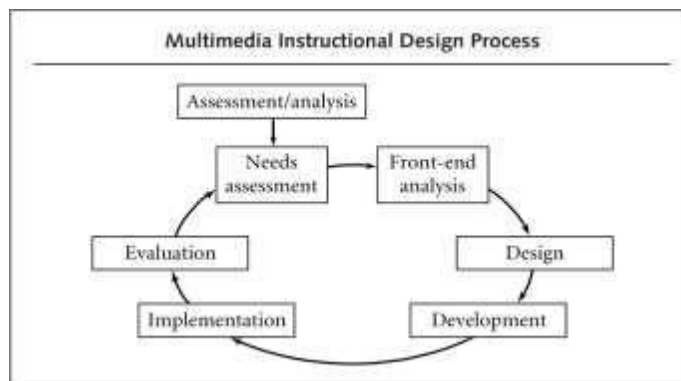 Multimedia Instructional Design Process
Assessment/analysis
Needs
assessment
Front-end
analysis
Evaluation
Design
Implementation
Development